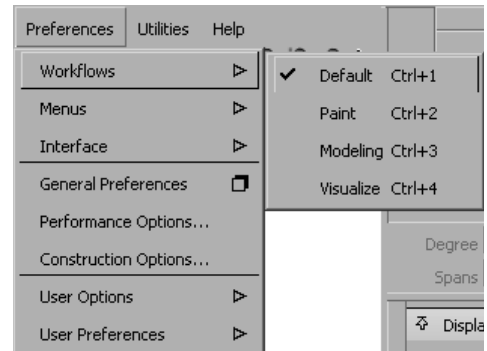 Preferences Utilities Help
Workflows
Menus
Interface
General Preferences
Performance Options...
Construction Options...
User Options
User Preferences
Default Ctrl+1
Paint Ctrl+2
Modeling Ctrl+3
Visualize Ctrl+4
Degree
Spans
Displa